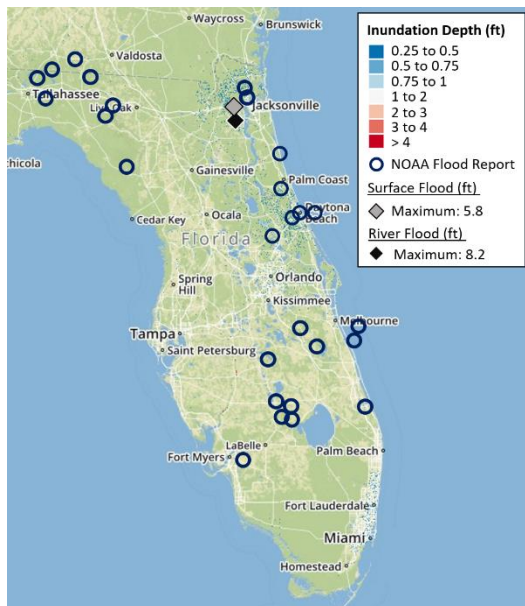 Inundation Depth (ft)
0.25 to 0.5
0.5 to 0.75
0.75 to 1
1 to 2
2 to 3
3 to 4
> 4
NOAA Flood Report
Surface Flood (ft)
Maximum: 5.8
River Flood (ft)
Maximum: 8.2
Waycross
Brunswick
Valdosta
Tallahassee
Live Oak
Jacksonville
chicola
Gainesville
Palm Coast
Cedar Key
Ocala
Daytona
Beach
Florida
Orlando
Spring
Hill
Kissimmee
Tampa
Melbourne
Saint Petersburg
LaBelle
Fort Myers
Palm Beach
Fort Lauderdale
Miami
Homestead